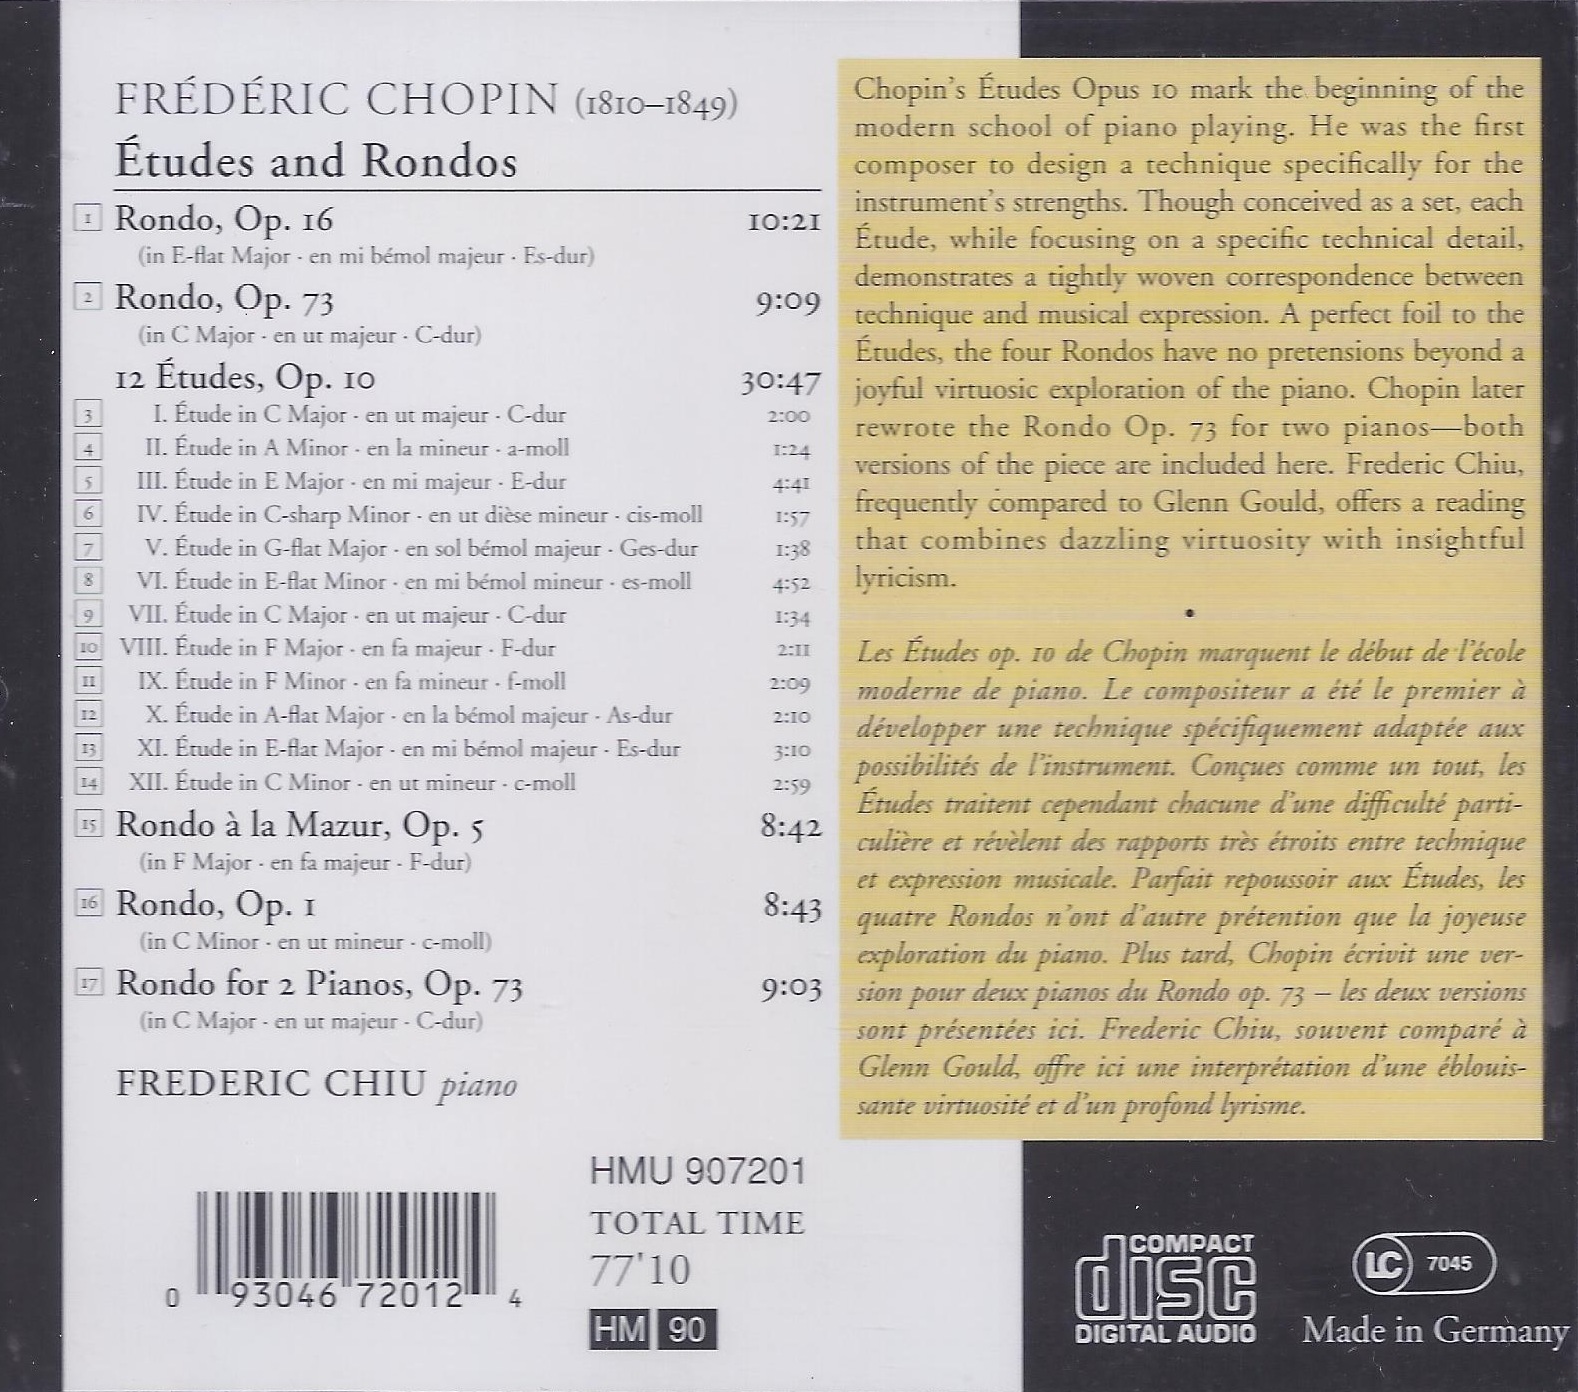 FRÉDÉRIC CHOPIN (1810–1849)
Études and Rondos
1 Rondo, Op. 16 10:21
(in E-flat Major · en mi bémol majeur · Es-dur)
2 Rondo, Op. 73 9:09
(in C Major · en ut majeur · C-dur)
12 Études, Op. 10 30:47
3 I. Étude in C Major · en ut majeur · C-dur 2:00
4 II. Étude in A Minor · en la mineur · a-moll 1:24
5 III. Étude in E Major · en mi majeur · E-dur 4:41
6 IV. Étude in C-sharp Minor · en ut dièse mineur · cis-moll 1:57
7 V. Étude in G-flat Major · en sol bémol majeur · Ges-dur 1:38
8 VI. Étude in E-flat Minor · en mi bémol mineur · es-moll 4:52
9 VII. Étude in C Major · en ut majeur · C-dur 1:34
10 VIII. Étude in F Major · en fa majeur · F-dur 2:11
11 IX. Étude in F Minor · en fa mineur · f-moll 2:09
12 X. Étude in A-flat Major · en la bémol majeur · As-dur 2:10
13 XI. Étude in E-flat Major · en mi bémol majeur · Es-dur 3:10
14 XII. Étude in C Minor · en ut mineur · c-moll 2:59
15 Rondo à la Mazur, Op. 5 8:42
(in F Major · en fa majeur · F-dur)
16 Rondo, Op. 1 8:43
(in C Minor · en ut mineur · c-moll)
17 Rondo for 2 Pianos, Op. 73 9:03
(in C Major · en ut majeur · C-dur)
FREDERIC CHIU piano
HMU 907201
TOTAL TIME
77'10
HM 90
0 93046 72012 4
Chopin's Études Opus 10 mark the beginning of the
modern school of piano playing. He was the first
composer to design a technique specifically for the
instrument's strengths. Though conceived as a set, each
Étude, while focusing on a specific technical detail,
demonstrates a tightly woven correspondence between
technique and musical expression. A perfect foil to the
Études, the four Rondos have no pretensions beyond a
joyful virtuosic exploration of the piano. Chopin later
rewrote the Rondo Op. 73 for two pianos—both
versions of the piece are included here. Frederic Chiu,
frequently compared to Glenn Gould, offers a reading
that combines dazzling virtuosity with insightful
lyricism.
•
Les Études op. 10 de Chopin marquent le début de l'école
moderne de piano. Le compositeur a été le premier à
développer une technique spécifiquement adaptée aux
possibilités de l'instrument. Conçues comme un tout, les
Études traitent cependant chacune d'une difficulté parti-
culière et révèlent des rapports très étroits entre technique
et expression musicale. Parfait repoussoir aux Études, les
quatre Rondos n'ont d'autre prétention que la joyeuse
exploration du piano. Plus tard, Chopin écrivit une ver-
sion pour deux pianos du Rondo op. 73 – les deux versions
sont présentées ici. Frederic Chiu, souvent comparé à
Glenn Gould, offre ici une interprétation d'une éblouis-
sante virtuosité et d'un profond lyrisme.
COMPACT
disc
DIGITAL AUDIO
LC 7045
Made in Germany